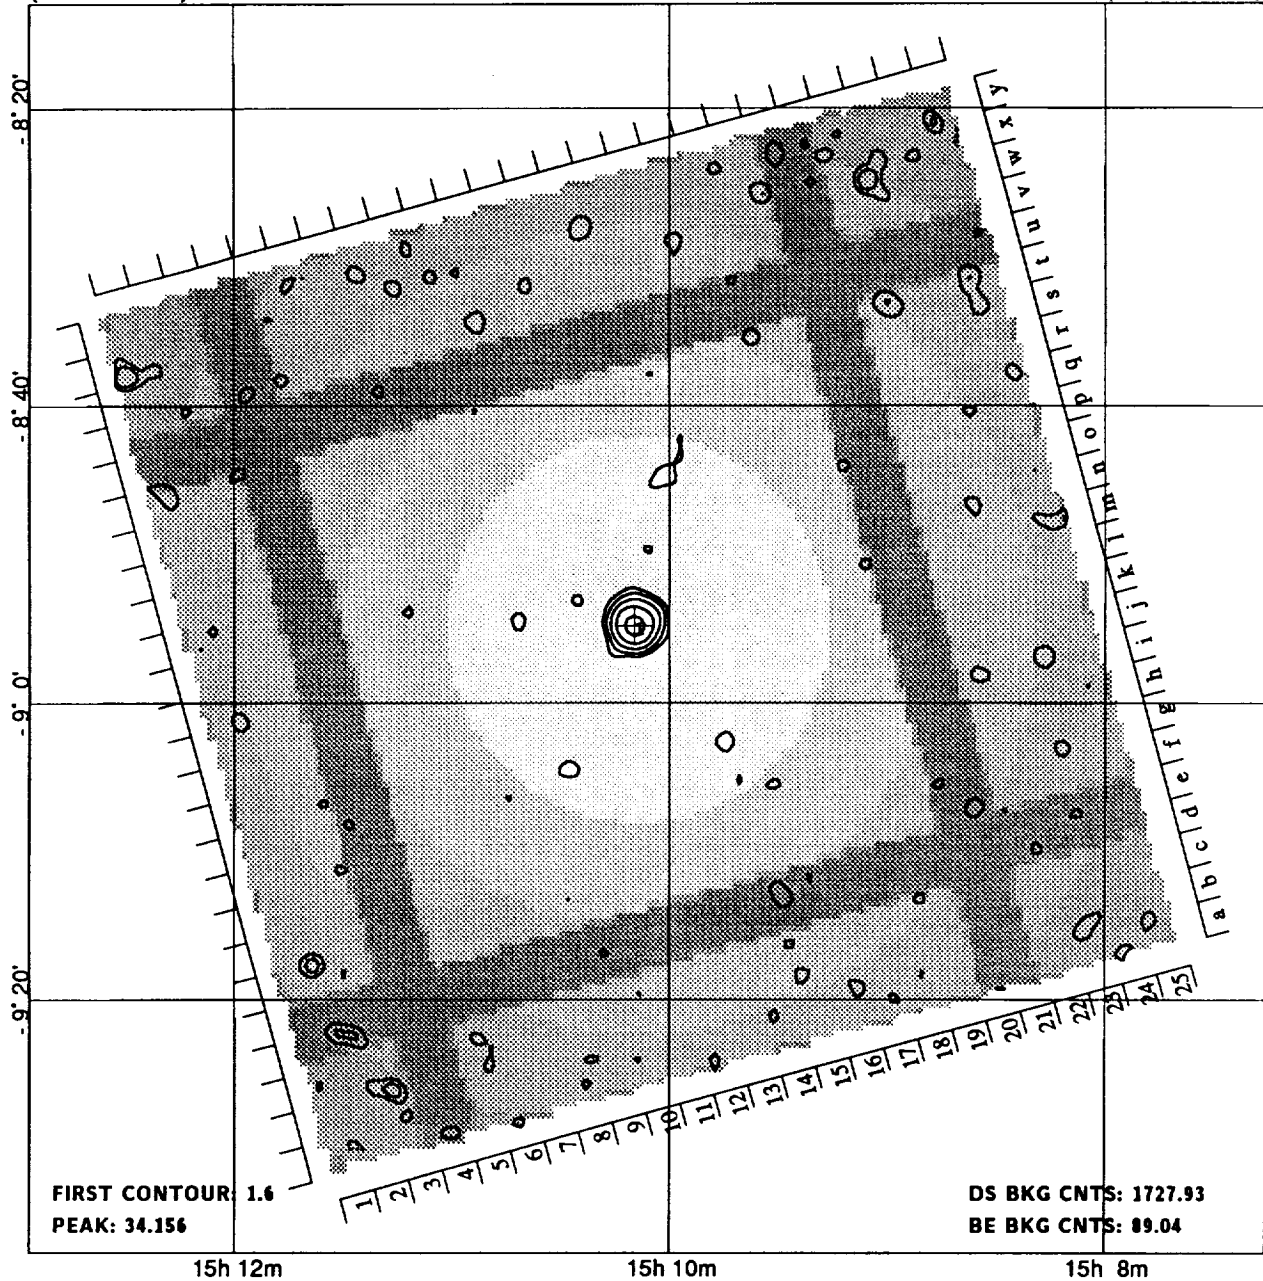 -8° 20'
-8° 40'
-9° 0'
-9° 20'
a|b|c|d|e|f|g|h|i|j|k|l|m|n|o|p|q|r|s|t|u|v|w|x|y
1 2 3 4 5 6 7 8 9 10 11 12 13 14 15 16 17 18 19 20 21 22 23 24 25
FIRST CONTOUR: 1.6
PEAK: 34.156
DS BKG CNTS: 1727.93
BE BKG CNTS: 89.04
15h 12m
15h 10m
15h 8m